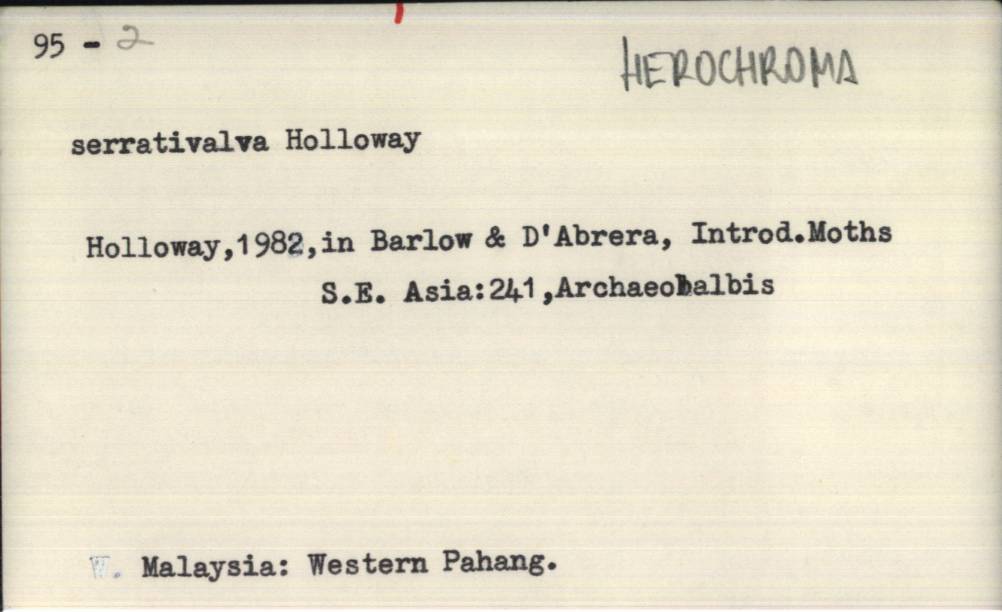 95 - 2
HEROCHROMA
serrativalva Holloway
Holloway,1982,in Barlow & D'Abrera, Introd.Moths
S.E. Asia:241,Archaeobalbis
W. Malaysia: Western Pahang.